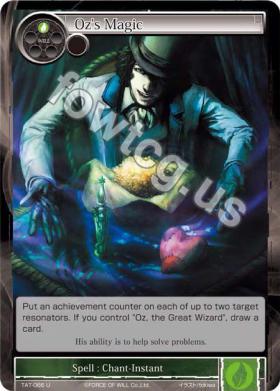 Oz's Magic
WILL
fowtcg.us
Put an achievement counter on each of up to two target
resonators. If you control "Oz, the Great Wizard", draw a
card.
His ability is to help solve problems.
Spell : Chant-Instant
TAT-066 U
©FORCE OF WILL Co.,Ltd.